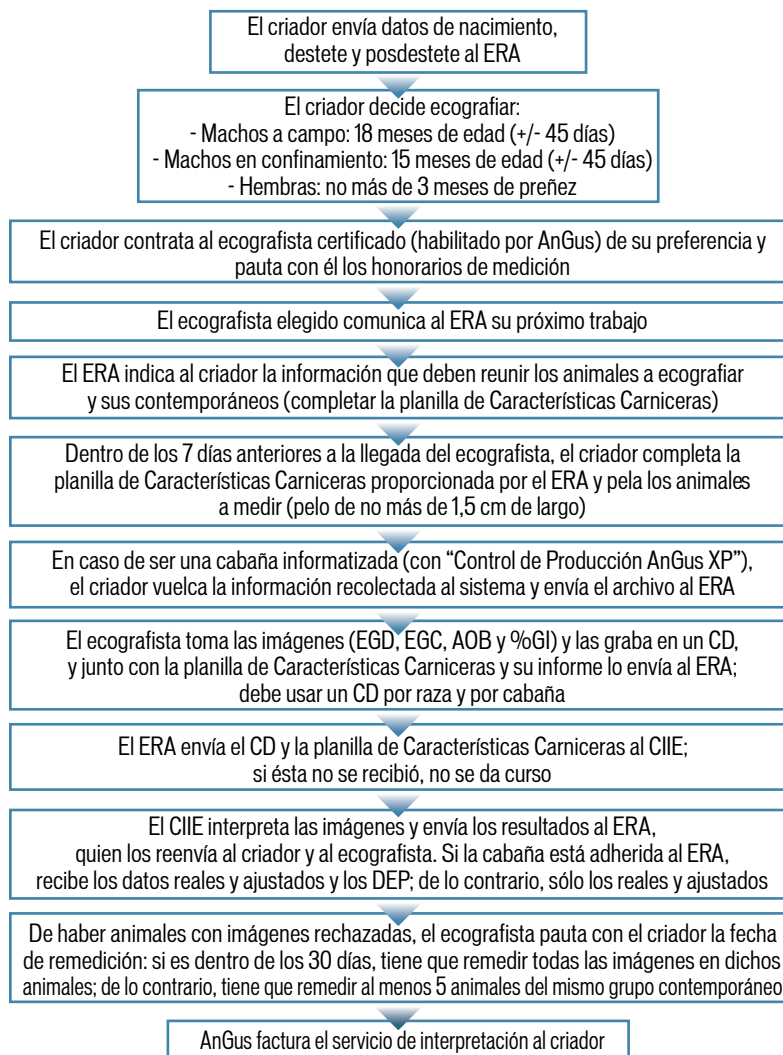 El criador envía datos de nacimiento,
destete y posdestete al ERA
El criador decide ecografiar:
- Machos a campo: 18 meses de edad (+/- 45 días)
- Machos en confinamiento: 15 meses de edad (+/- 45 días)
- Hembras: no más de 3 meses de preñez
El criador contrata al ecografista certificado (habilitado por AnGus) de su preferencia y
pauta con él los honorarios de medición
El ecografista elegido comunica al ERA su próximo trabajo
El ERA indica al criador la información que deben reunir los animales a ecografiar
y sus contemporáneos (completar la planilla de Características Carniceras)
Dentro de los 7 días anteriores a la llegada del ecografista, el criador completa la
planilla de Características Carniceras proporcionada por el ERA y pela los animales
a medir (pelo de no más de 1,5 cm de largo)
En caso de ser una cabaña informatizada (con “Control de Producción AnGus XP”),
el criador vuelca la información recolectada al sistema y envía el archivo al ERA
El ecografista toma las imágenes (EGD, EGC, AOB y %GI) y las graba en un CD,
y junto con la planilla de Características Carniceras y su informe lo envía al ERA;
debe usar un CD por raza y por cabaña
El ERA envía el CD y la planilla de Características Carniceras al CIIE;
si ésta no se recibió, no se da curso
El CIIE interpreta las imágenes y envía los resultados al ERA,
quien los reenvía al criador y al ecografista. Si la cabaña está adherida al ERA,
recibe los datos reales y ajustados y los DEP; de lo contrario, sólo los reales y ajustados
De haber animales con imágenes rechazadas, el ecografista pauta con el criador la fecha
de remedición: si es dentro de los 30 días, tiene que remedir todas las imágenes en dichos
animales; de lo contrario, tiene que remedir al menos 5 animales del mismo grupo contemporáneo
AnGus factura el servicio de interpretación al criador